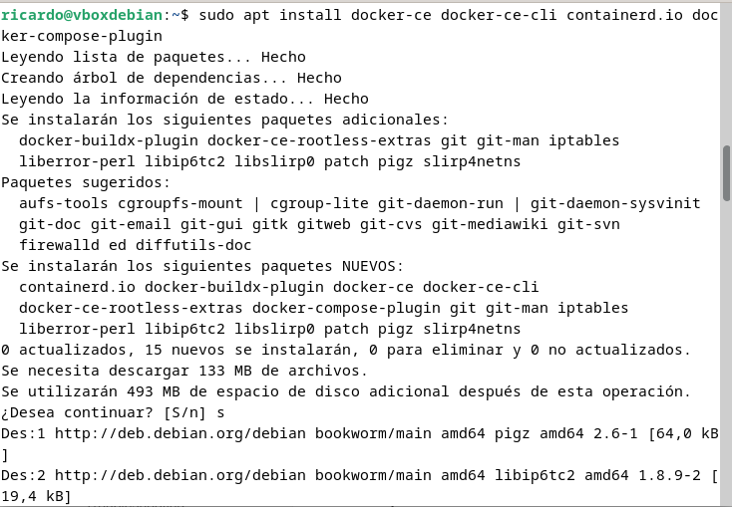 ricardo@vboxdebian:~$ sudo apt install docker-ce docker-ce-cli containerd.io doc
ker-compose-plugin
Leyendo lista de paquetes... Hecho
Creando árbol de dependencias... Hecho
Leyendo la información de estado... Hecho
Se instalarán los siguientes paquetes adicionales:
  docker-buildx-plugin docker-ce-rootless-extras git git-man iptables
  liberror-perl libip6tc2 libslirp0 patch pigz slirp4netns
Paquetes sugeridos:
  aufs-tools cgroupfs-mount | cgroup-lite git-daemon-run | git-daemon-sysvinit
  git-doc git-email git-gui gitk gitweb git-cvs git-mediawiki git-svn
  firewalld ed diffutils-doc
Se instalarán los siguientes paquetes NUEVOS:
  containerd.io docker-buildx-plugin docker-ce docker-ce-cli
  docker-ce-rootless-extras docker-compose-plugin git git-man iptables
  liberror-perl libip6tc2 libslirp0 patch pigz slirp4netns
0 actualizados, 15 nuevos se instalarán, 0 para eliminar y 0 no actualizados.
Se necesita descargar 133 MB de archivos.
Se utilizarán 493 MB de espacio de disco adicional después de esta operación.
¿Desea continuar? [S/n] s
Des:1 http://deb.debian.org/debian bookworm/main amd64 pigz amd64 2.6-1 [64,0 kB
]
Des:2 http://deb.debian.org/debian bookworm/main amd64 libip6tc2 amd64 1.8.9-2 [
19,4 kB]